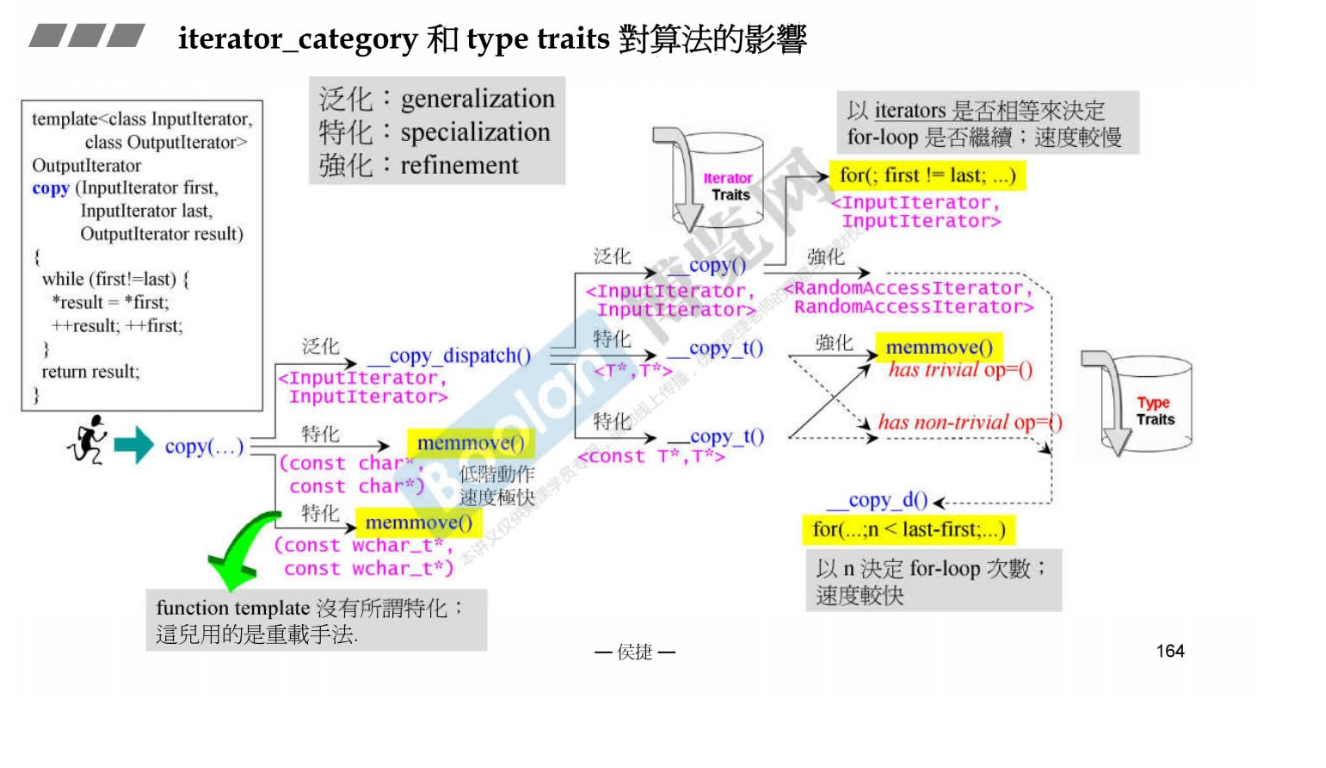 iterator_category 和 type traits 對算法的影響
template<class InputIterator,
class OutputIterator>
OutputIterator
copy (InputIterator first,
InputIterator last,
OutputIterator result)
{
while (first!=last) {
*result = *first;
++result; ++first;
}
return result;
}
泛化：generalization
特化：specialization
強化：refinement
以 iterators 是否相等來決定
for-loop 是否繼續；速度較慢
Iterator
Traits
for(; first != last; ...)
<InputIterator,
InputIterator>
泛化
__copy()
強化
<InputIterator,
InputIterator>
<RandomAccessIterator,
RandomAccessIterator>
泛化
__copy_dispatch()
<InputIterator,
InputIterator>
特化
__copy_t()
<T*,T*>
強化
memmove()
has trivial op=()
Type
Traits
copy(…)
特化
memmove()
(const char*,
const char*)
低階動作
速度極快
特化
__copy_t()
<const T*,T*>
has non-trivial op=()
特化
memmove()
(const wchar_t*,
const wchar_t*)
__copy_d()
for(...;n < last-first;...)
以 n 決定 for-loop 次數；
速度較快
function template 沒有所謂特化；
這兒用的是重載手法.
Boolan
博览网
— 侯捷 —
164